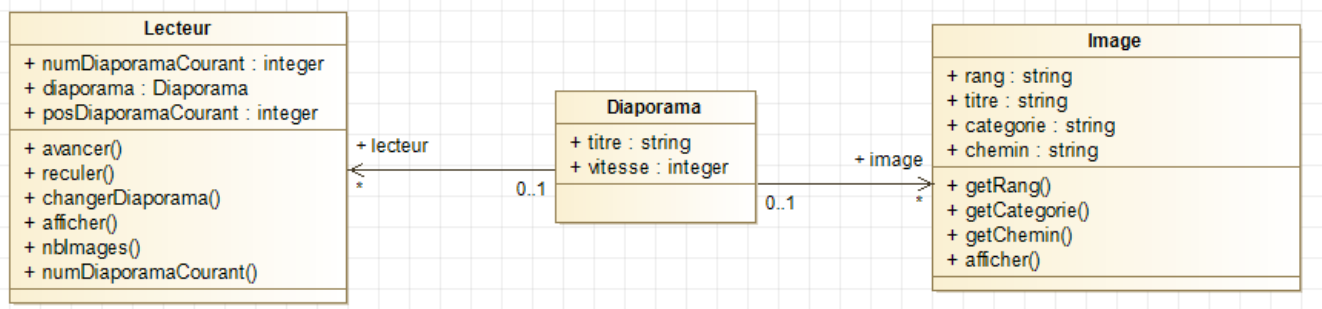 Lecteur
+ numDiaporamaCourant : integer
+ diaporama : Diaporama
+ posDiaporamaCourant : integer
+ avancer()
+ reculer()
+ changerDiaporama()
+ afficher()
+ nbImages()
+ numDiaporamaCourant()
+ lecteur
*
0..1
Diaporama
+ titre : string
+ vitesse : integer
0..1
+ image
*
Image
+ rang : string
+ titre : string
+ categorie : string
+ chemin : string
+ getRang()
+ getCategorie()
+ getChemin()
+ afficher()